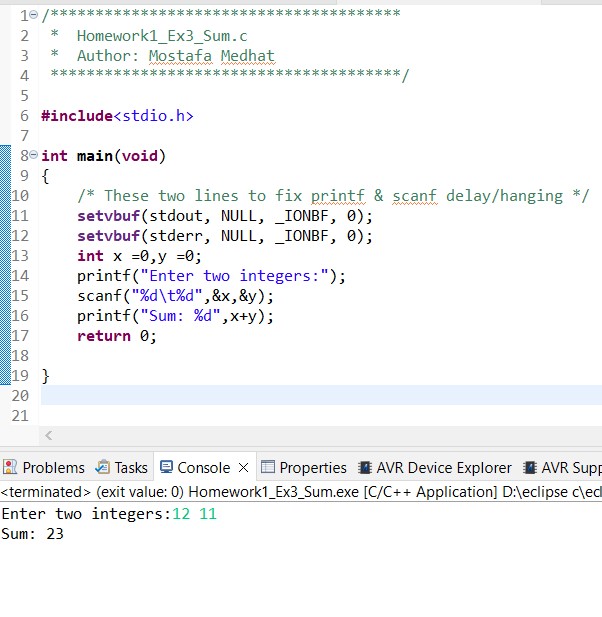 1 /***************************************
2  *  Homework1_Ex3_Sum.c
3  *  Author: Mostafa Medhat
4  ***************************************/
5
6 #include<stdio.h>
7
8 int main(void)
9 {
10     /* These two lines to fix printf & scanf delay/hanging */
11     setvbuf(stdout, NULL, _IONBF, 0);
12     setvbuf(stderr, NULL, _IONBF, 0);
13     int x =0,y =0;
14     printf("Enter two integers:");
15     scanf("%d\t%d",&x,&y);
16     printf("Sum: %d",x+y);
17     return 0;
18
19 }
20
21
Problems Tasks Console Properties AVR Device Explorer AVR Supp
<terminated> (exit value: 0) Homework1_Ex3_Sum.exe [C/C++ Application] D:\eclipse c\ecl
Enter two integers:12 11
Sum: 23